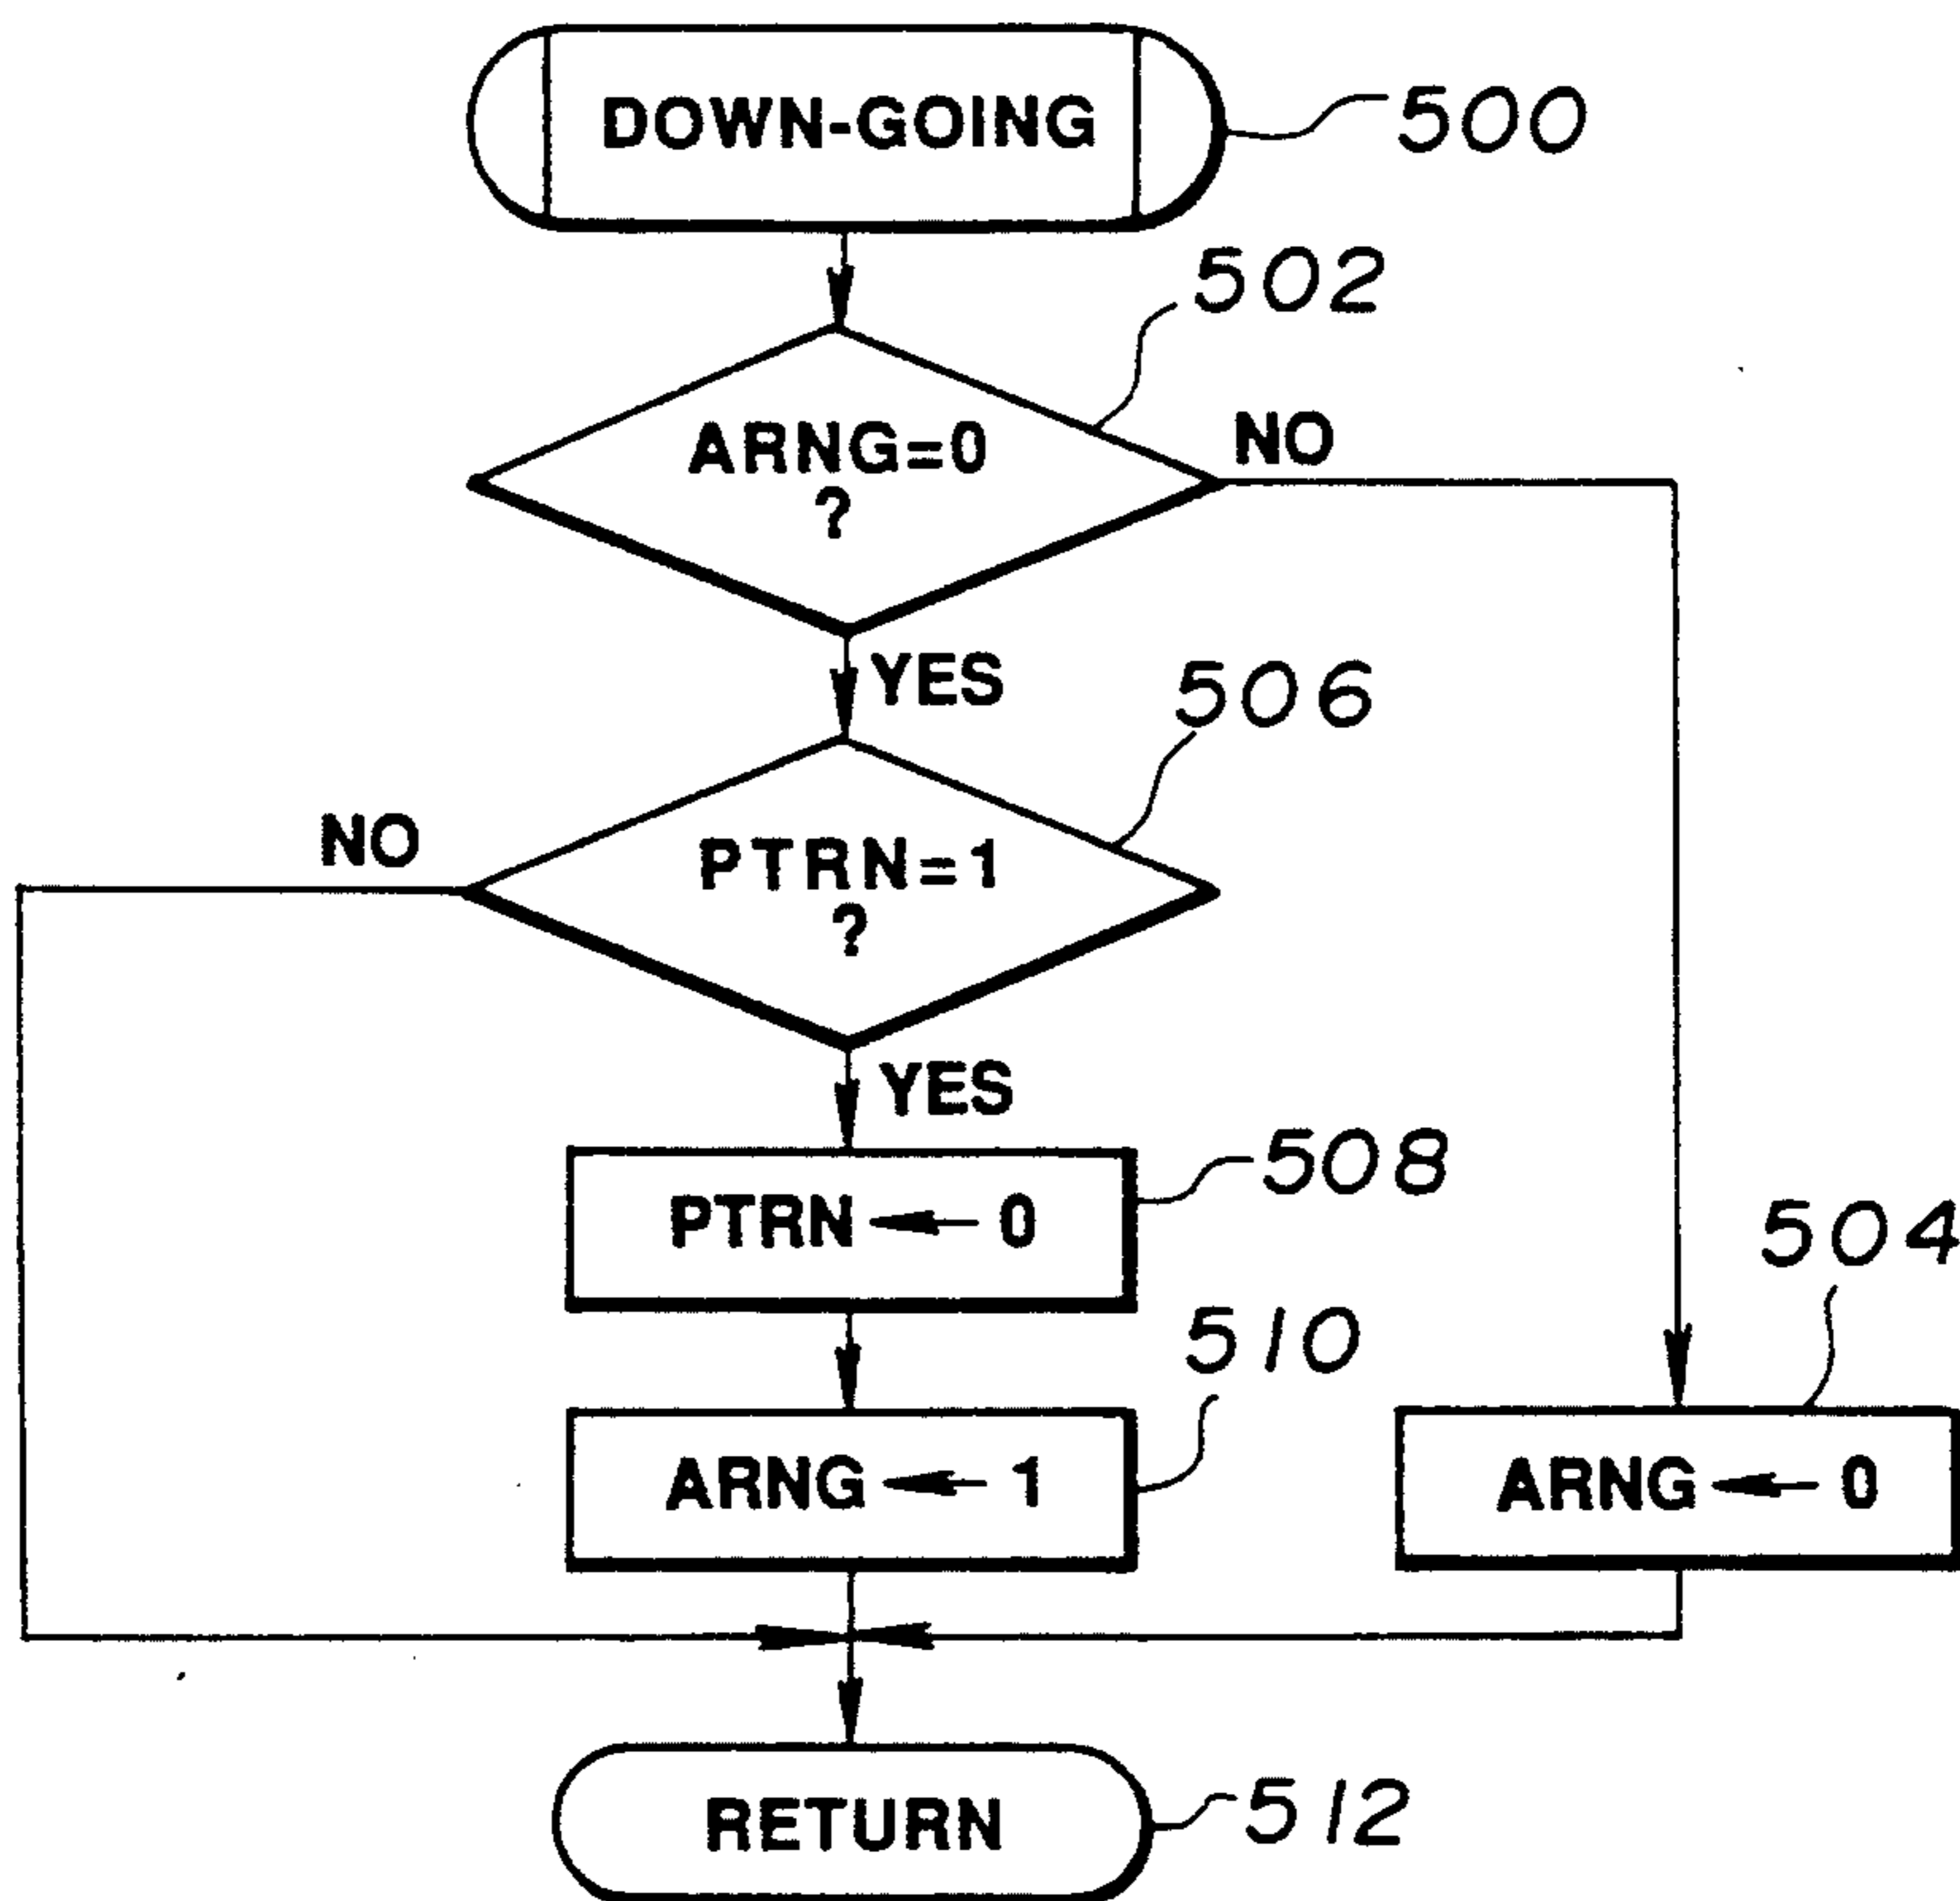 DOWN-GOING
500
502
ARNG=0
?
NO
YES
506
NO
PTRN=1
?
YES
508
PTRN ← 0
504
510
ARNG ← 1
ARNG ← 0
RETURN
512